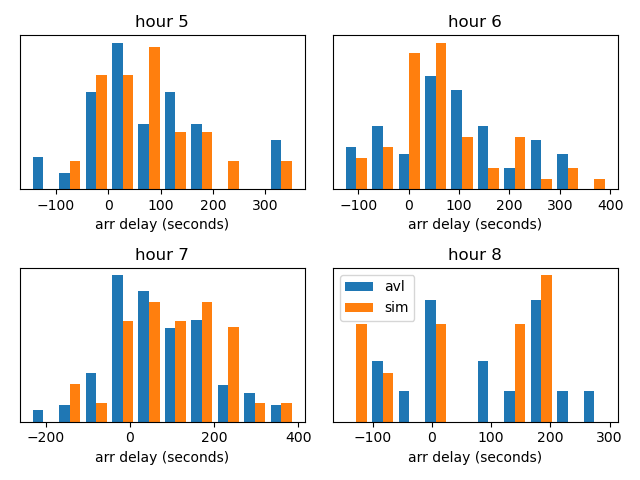 hour 5
−100 0 100 200 300
arr delay (seconds)
hour 6
−100 0 100 200 300 400
arr delay (seconds)
hour 7
−200 0 200 400
arr delay (seconds)
hour 8
avl
sim
−100 0 100 200 300
arr delay (seconds)